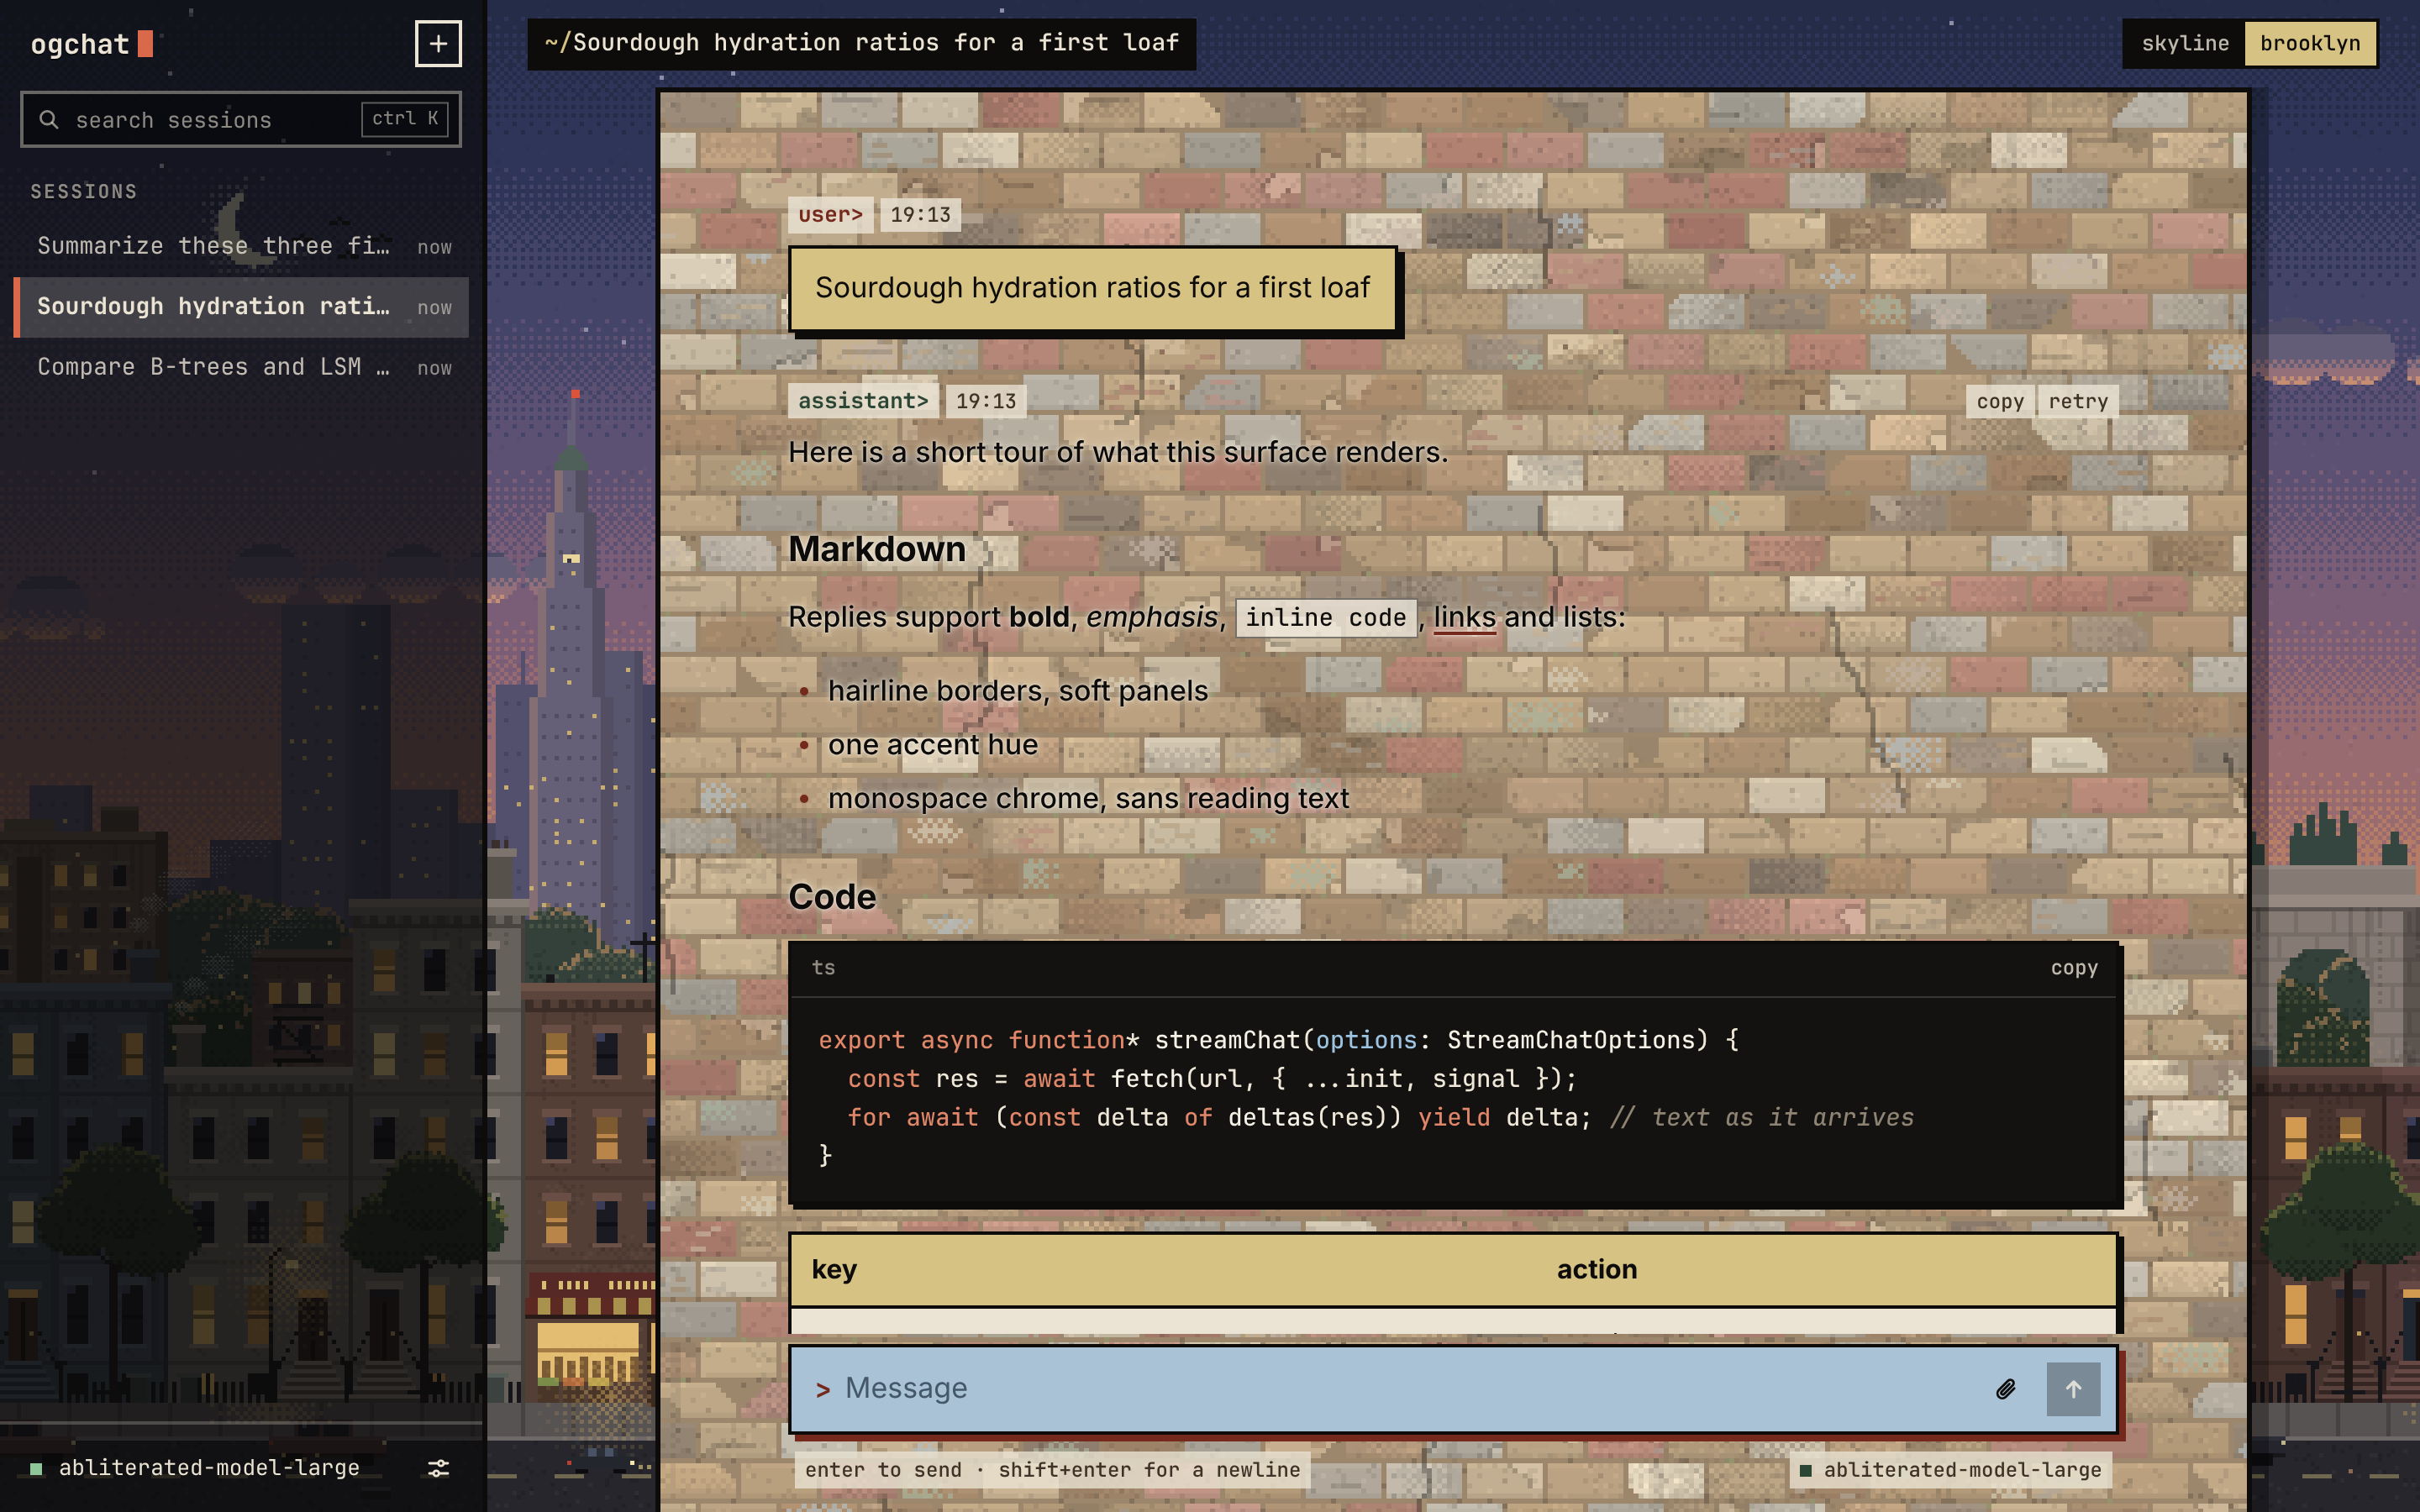 ogchat
+
search sessions
ctrl K
SESSIONS
Summarize these three fi… now
Sourdough hydration rati… now
Compare B-trees and LSM … now
abliterated-model-large
~/Sourdough hydration ratios for a first loaf
skyline brooklyn
user> 19:13
Sourdough hydration ratios for a first loaf
assistant> 19:13
copy retry
Here is a short tour of what this surface renders.
Markdown
Replies support bold, emphasis, inline code, links and lists:
• hairline borders, soft panels
• one accent hue
• monospace chrome, sans reading text
Code
ts
copy
export async function* streamChat(options: StreamChatOptions) {
  const res = await fetch(url, { ...init, signal });
  for await (const delta of deltas(res)) yield delta; // text as it arrives
}
key action
> Message
enter to send · shift+enter for a newline
abliterated-model-large